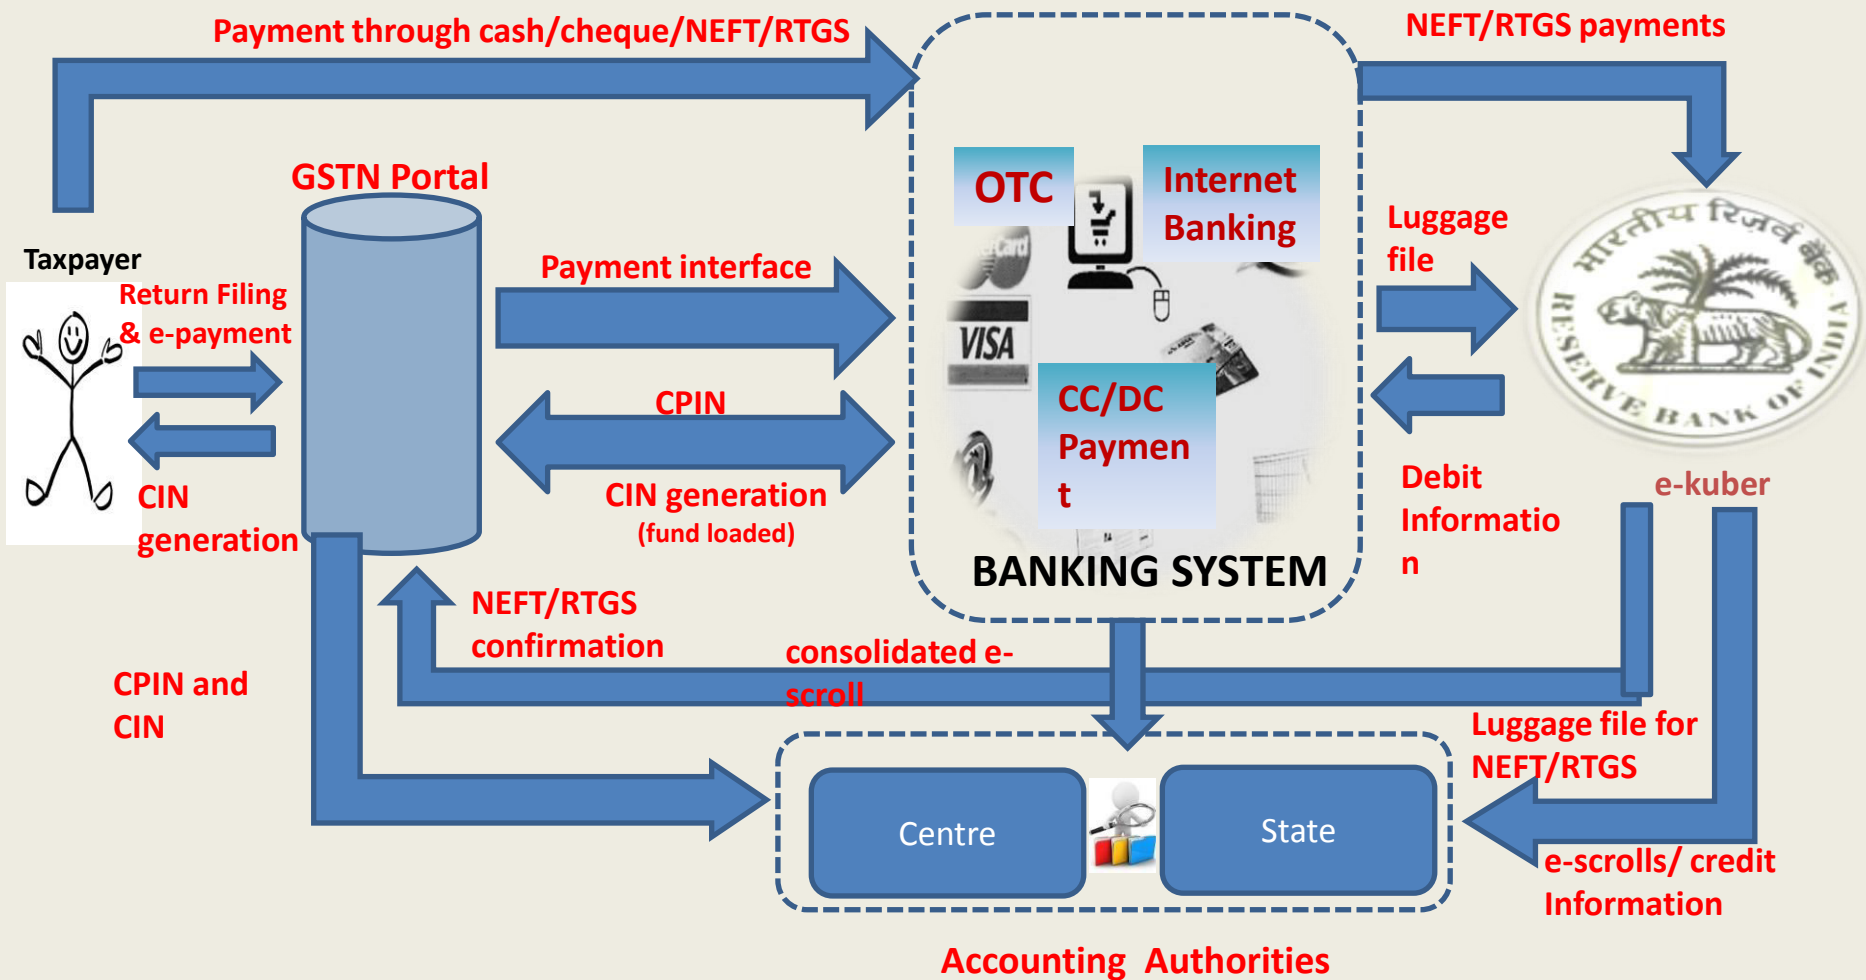 Payment through cash/cheque/NEFT/RTGS
NEFT/RTGS payments
GSTN Portal
OTC
Internet
Banking
Luggage
file
भारतीय रिज़र्व बैंक
RESERVE BANK OF INDIA
Taxpayer
Return Filing
& e-payment
Payment interface
VISA
CPIN
CC/DC
Paymen
t
CIN
generation
CIN generation
(fund loaded)
Debit
Informatio
n
e-kuber
BANKING SYSTEM
NEFT/RTGS
confirmation
consolidated e-
scroll
CPIN and
CIN
Luggage file for
NEFT/RTGS
Centre
State
e-scrolls/ credit
Information
Accounting Authorities